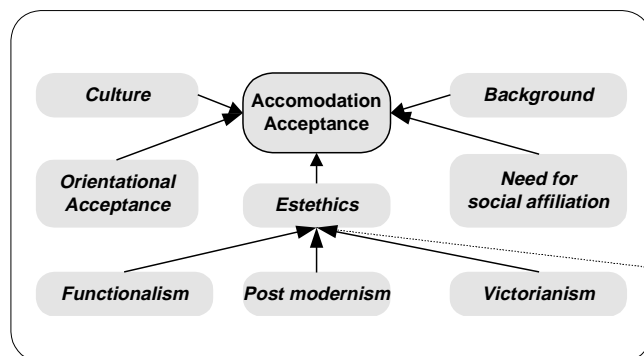 Culture
Accomodation
Acceptance
Background
Orientational
Acceptance
Estethics
Need for
social affiliation
Functionalism
Post modernism
Victorianism